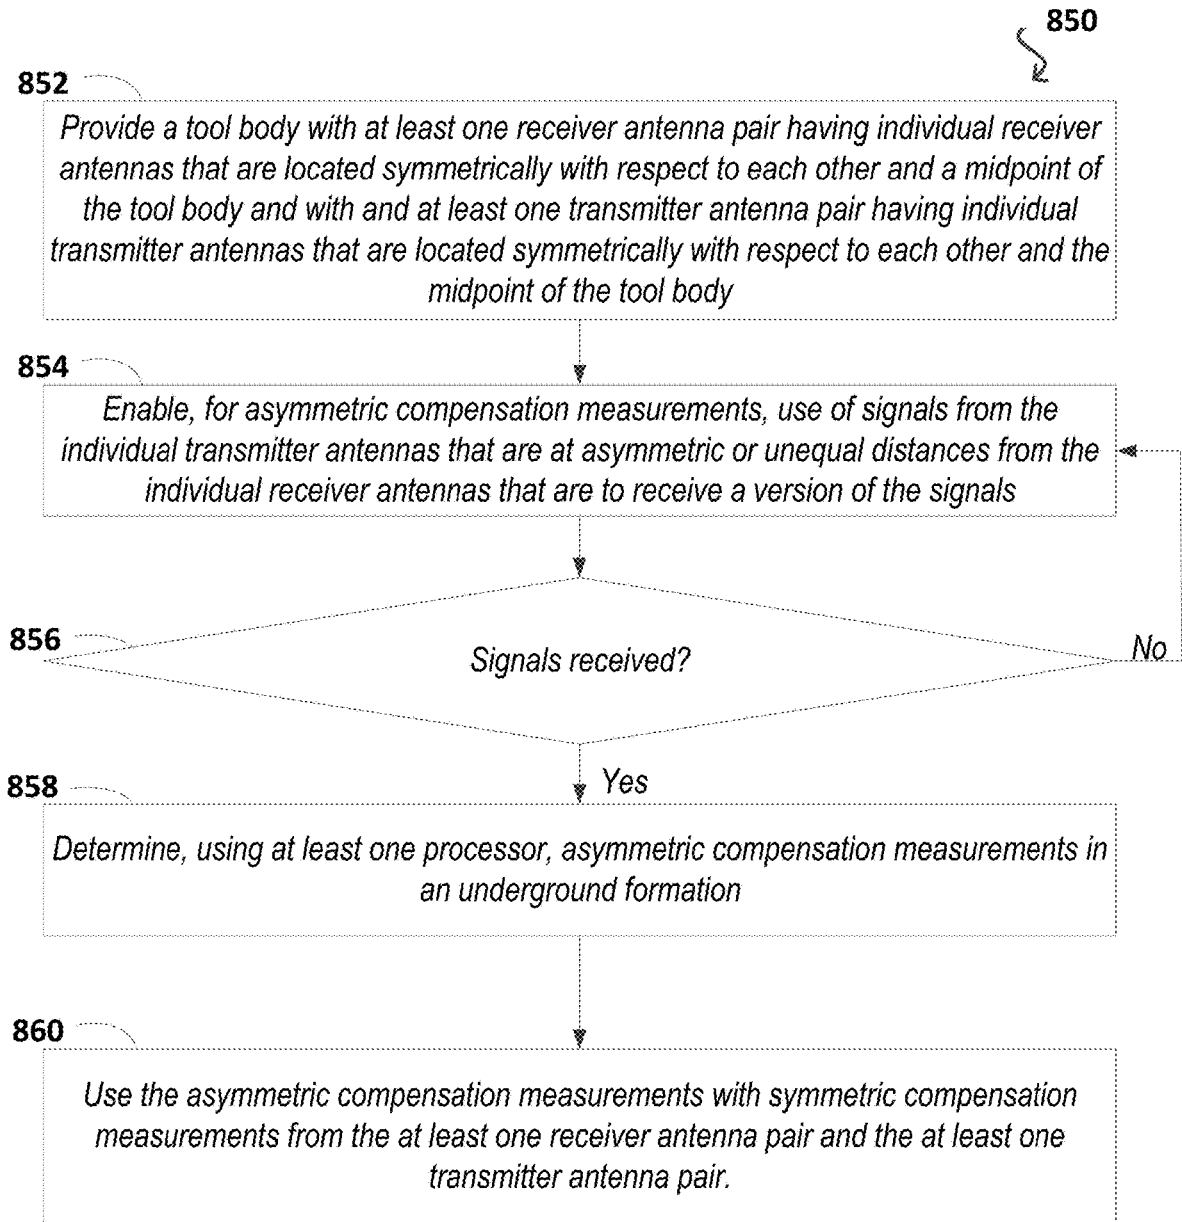 850
852
Provide a tool body with at least one receiver antenna pair having individual receiver
antennas that are located symmetrically with respect to each other and a midpoint of
the tool body and with and at least one transmitter antenna pair having individual
transmitter antennas that are located symmetrically with respect to each other and the
midpoint of the tool body
854
Enable, for asymmetric compensation measurements, use of signals from the
individual transmitter antennas that are at asymmetric or unequal distances from the
individual receiver antennas that are to receive a version of the signals
856
Signals received?
No
Yes
858
Determine, using at least one processor, asymmetric compensation measurements in
an underground formation
860
Use the asymmetric compensation measurements with symmetric compensation
measurements from the at least one receiver antenna pair and the at least one
transmitter antenna pair.